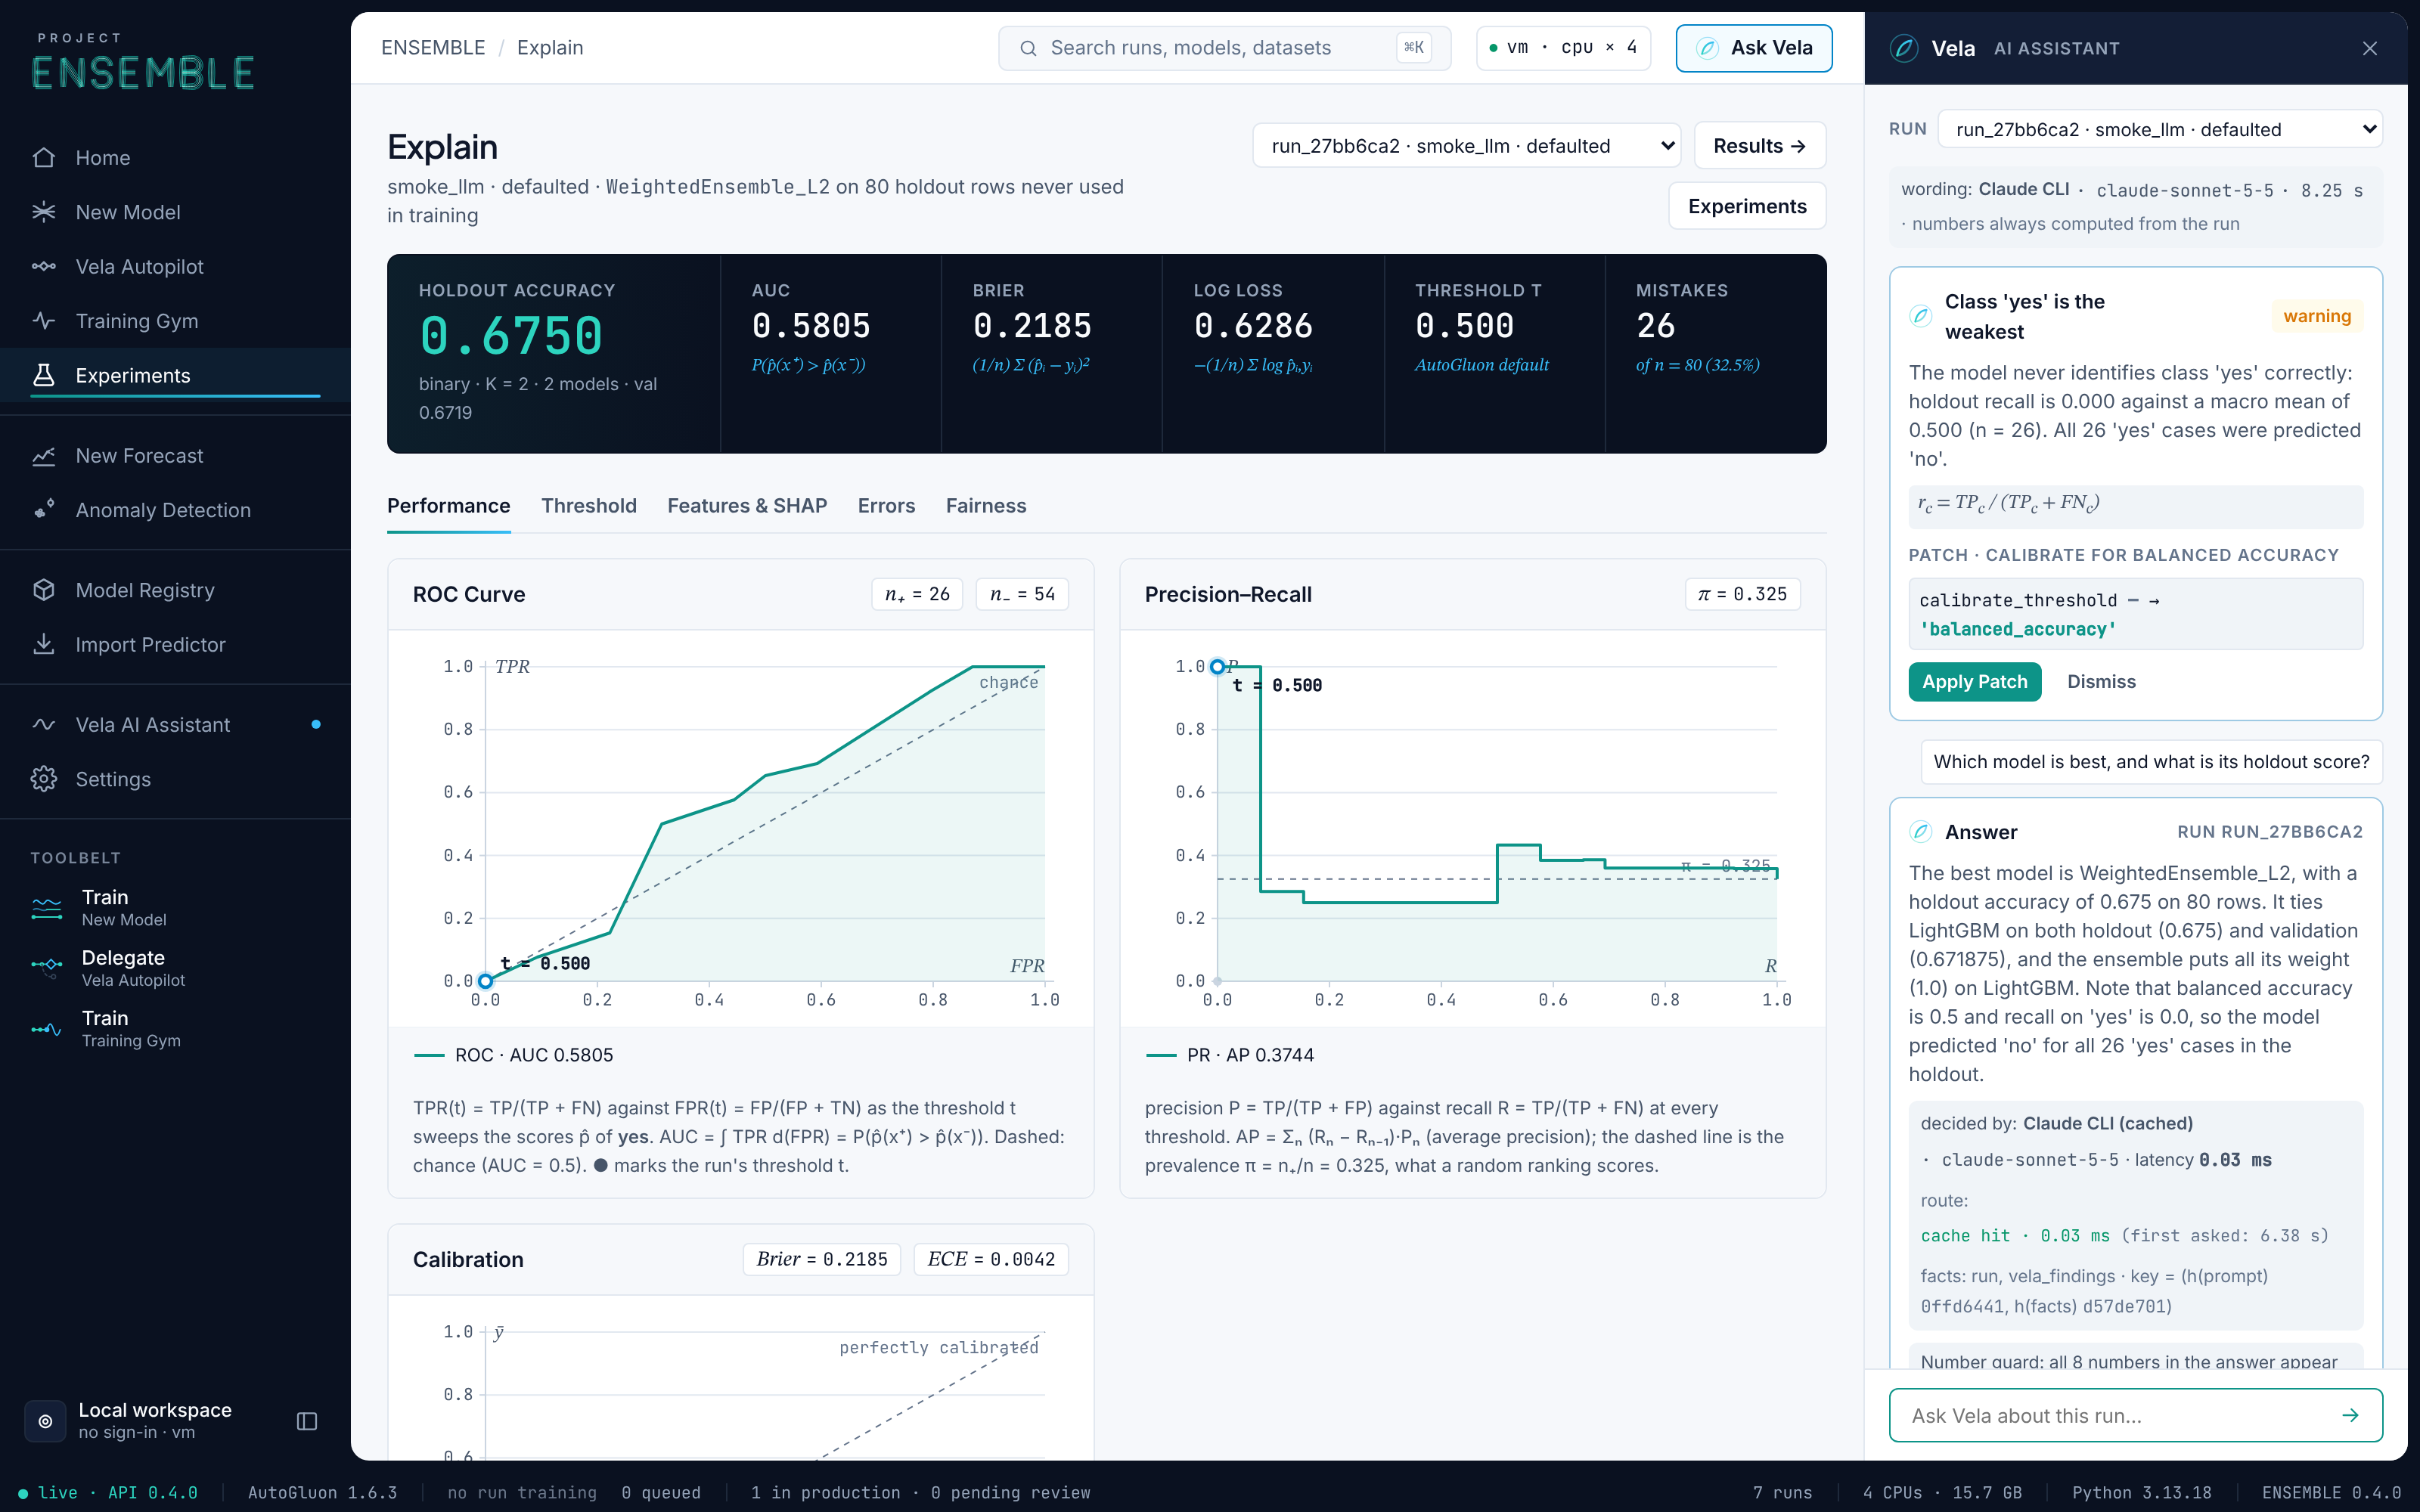 PROJECT
ENSEMBLE
Home
New Model
Vela Autopilot
Training Gym
Experiments
New Forecast
Anomaly Detection
Model Registry
Import Predictor
Vela AI Assistant
Settings
TOOLBELT
Train
New Model
Delegate
Vela Autopilot
Train
Training Gym
Local workspace
no sign-in · vm
ENSEMBLE / Explain
Search runs, models, datasets ⌘K
vm · cpu × 4
Ask Vela
Explain
smoke_llm · defaulted · WeightedEnsemble_L2 on 80 holdout rows never used
in training
run_27bb6ca2 · smoke_llm · defaulted
Results →
Experiments
HOLDOUT ACCURACY
0.6750
binary · K = 2 · 2 models · val
0.6719
AUC
0.5805
P(p̂(x⁺) > p̂(x⁻))
BRIER
0.2185
(1/n) Σ (p̂ᵢ − yᵢ)²
LOG LOSS
0.6286
−(1/n) Σ log p̂ᵢ,yᵢ
THRESHOLD T
0.500
AutoGluon default
MISTAKES
26
of n = 80 (32.5%)
Performance Threshold Features & SHAP Errors Fairness
ROC Curve n₊ = 26 n₋ = 54
1.0 TPR
chance
0.8
0.6
0.4
0.2
t = 0.500
FPR
0.0
0.0 0.2 0.4 0.6 0.8 1.0
ROC · AUC 0.5805
TPR(t) = TP/(TP + FN) against FPR(t) = FP/(FP + TN) as the threshold t
sweeps the scores p̂ of yes. AUC = ∫ TPR d(FPR) = P(p̂(x⁺) > p̂(x⁻)). Dashed:
chance (AUC = 0.5). ● marks the run's threshold t.
Precision–Recall π = 0.325
1.0 P
t = 0.500
0.8
0.6
0.4
π = 0.325
0.2
R
0.0
0.0 0.2 0.4 0.6 0.8 1.0
PR · AP 0.3744
precision P = TP/(TP + FP) against recall R = TP/(TP + FN) at every
threshold. AP = Σₙ (Rₙ − Rₙ₋₁)·Pₙ (average precision); the dashed line is the
prevalence π = n₊/n = 0.325, what a random ranking scores.
Calibration Brier = 0.2185 ECE = 0.0042
1.0 ȳ
perfectly calibrated
0.8
0.6
Vela AI ASSISTANT
RUN run_27bb6ca2 · smoke_llm · defaulted
wording: Claude CLI · claude-sonnet-5-5 · 8.25 s
· numbers always computed from the run
Class 'yes' is the
weakest
warning
The model never identifies class 'yes' correctly:
holdout recall is 0.000 against a macro mean of
0.500 (n = 26). All 26 'yes' cases were predicted
'no'.
r_c = TP_c / (TP_c + FN_c)
PATCH · CALIBRATE FOR BALANCED ACCURACY
calibrate_threshold — →
'balanced_accuracy'
Apply Patch Dismiss
Which model is best, and what is its holdout score?
Answer RUN RUN_27BB6CA2
The best model is WeightedEnsemble_L2, with a
holdout accuracy of 0.675 on 80 rows. It ties
LightGBM on both holdout (0.675) and validation
(0.671875), and the ensemble puts all its weight
(1.0) on LightGBM. Note that balanced accuracy
is 0.5 and recall on 'yes' is 0.0, so the model
predicted 'no' for all 26 'yes' cases in the
holdout.
decided by: Claude CLI (cached)
· claude-sonnet-5-5 · latency 0.03 ms
route:
cache hit · 0.03 ms (first asked: 6.38 s)
facts: run, vela_findings · key = (h(prompt)
0ffd6441, h(facts) d57de701)
Number guard: all 8 numbers in the answer appear
Ask Vela about this run...
live · API 0.4.0
AutoGluon 1.6.3
no run training 0 queued
1 in production · 0 pending review
7 runs
4 CPUs · 15.7 GB
Python 3.13.18
ENSEMBLE 0.4.0